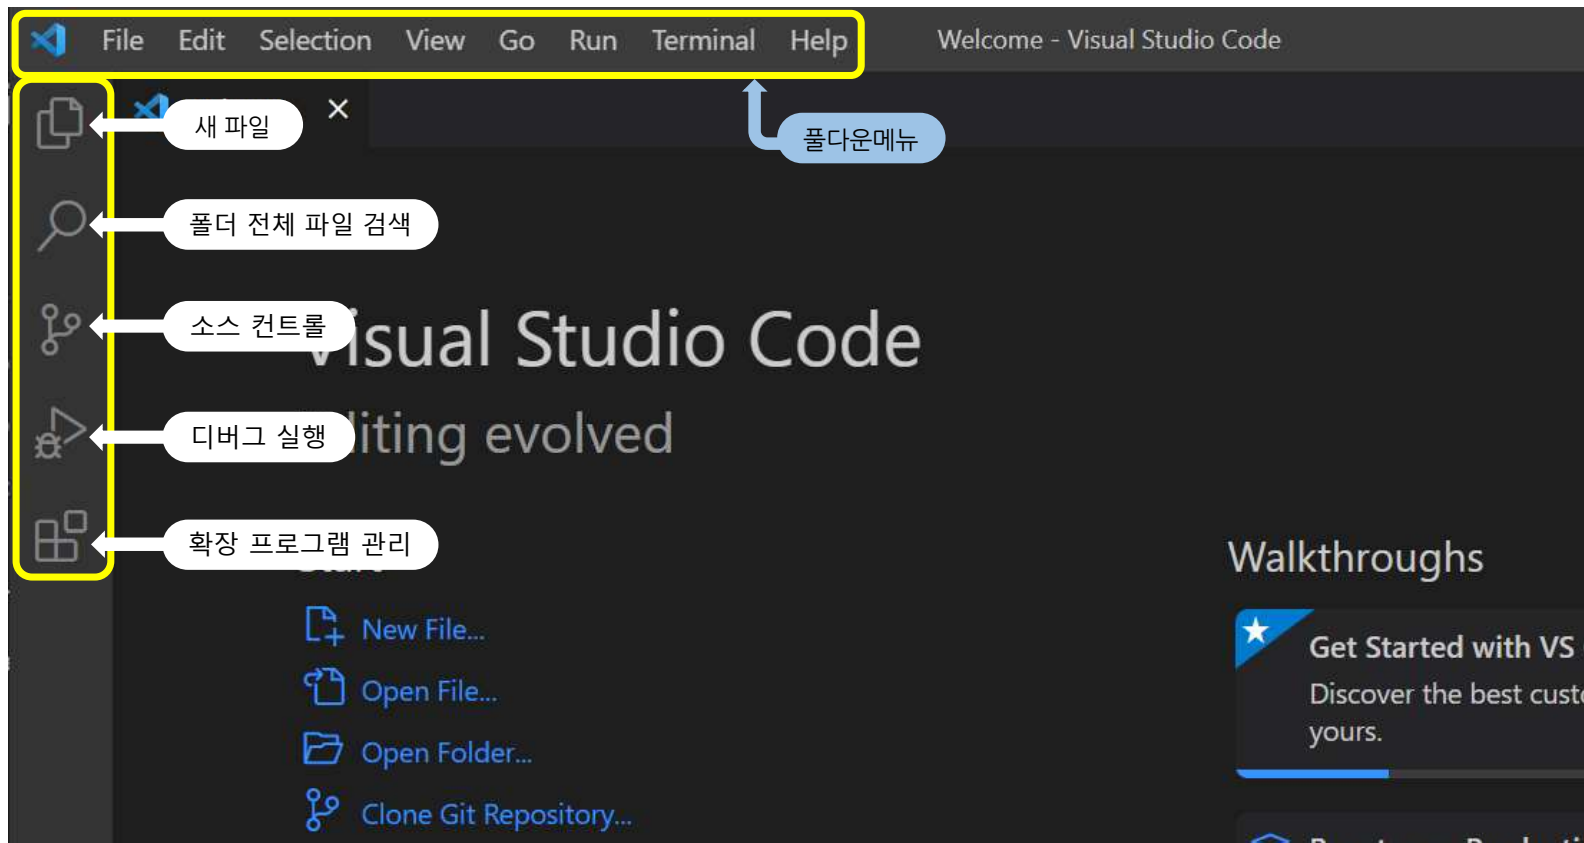 File Edit Selection View Go Run Terminal Help Welcome - Visual Studio Code
새 파일
풀다운메뉴
폴더 전체 파일 검색
소스 컨트롤
Visual Studio Code
디버그 실행
evolved
확장 프로그램 관리
Walkthroughs
New File...
Get Started with VS
Open File...
Discover the best
yours.
Open Folder...
Clone Git Repository...